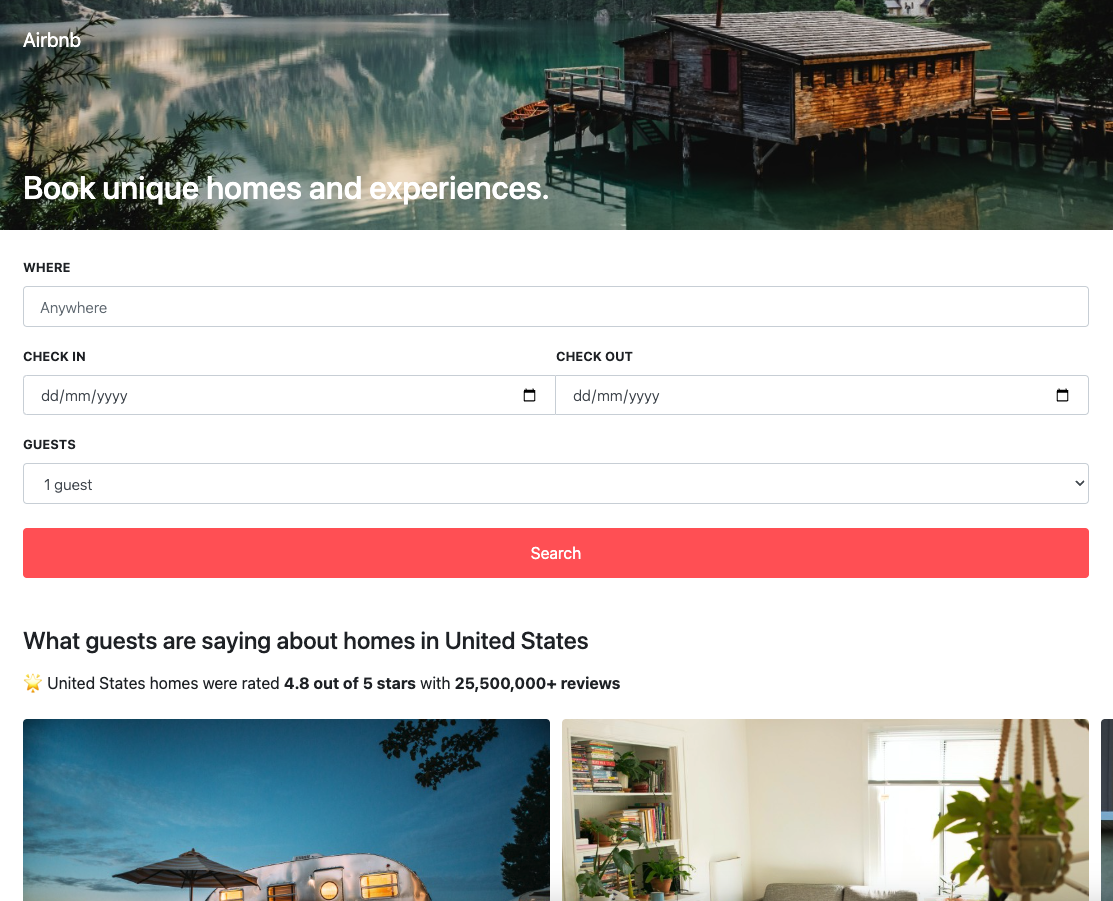 Airbnb
Book unique homes and experiences.
WHERE
Anywhere
CHECK IN
CHECK OUT
dd/mm/yyyy
dd/mm/yyyy
GUESTS
1 guest
Search
What guests are saying about homes in United States
🌟 United States homes were rated 4.8 out of 5 stars with 25,500,000+ reviews